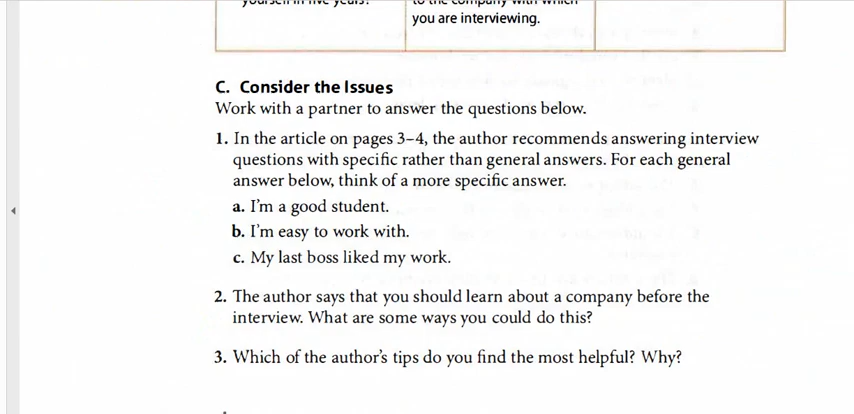 you are interviewing.
C. Consider the Issues
Work with a partner to answer the questions below.
1. In the article on pages 3–4, the author recommends answering interview
questions with specific rather than general answers. For each general
answer below, think of a more specific answer.
a. I'm a good student.
b. I'm easy to work with.
c. My last boss liked my work.
2. The author says that you should learn about a company before the
interview. What are some ways you could do this?
3. Which of the author's tips do you find the most helpful? Why?